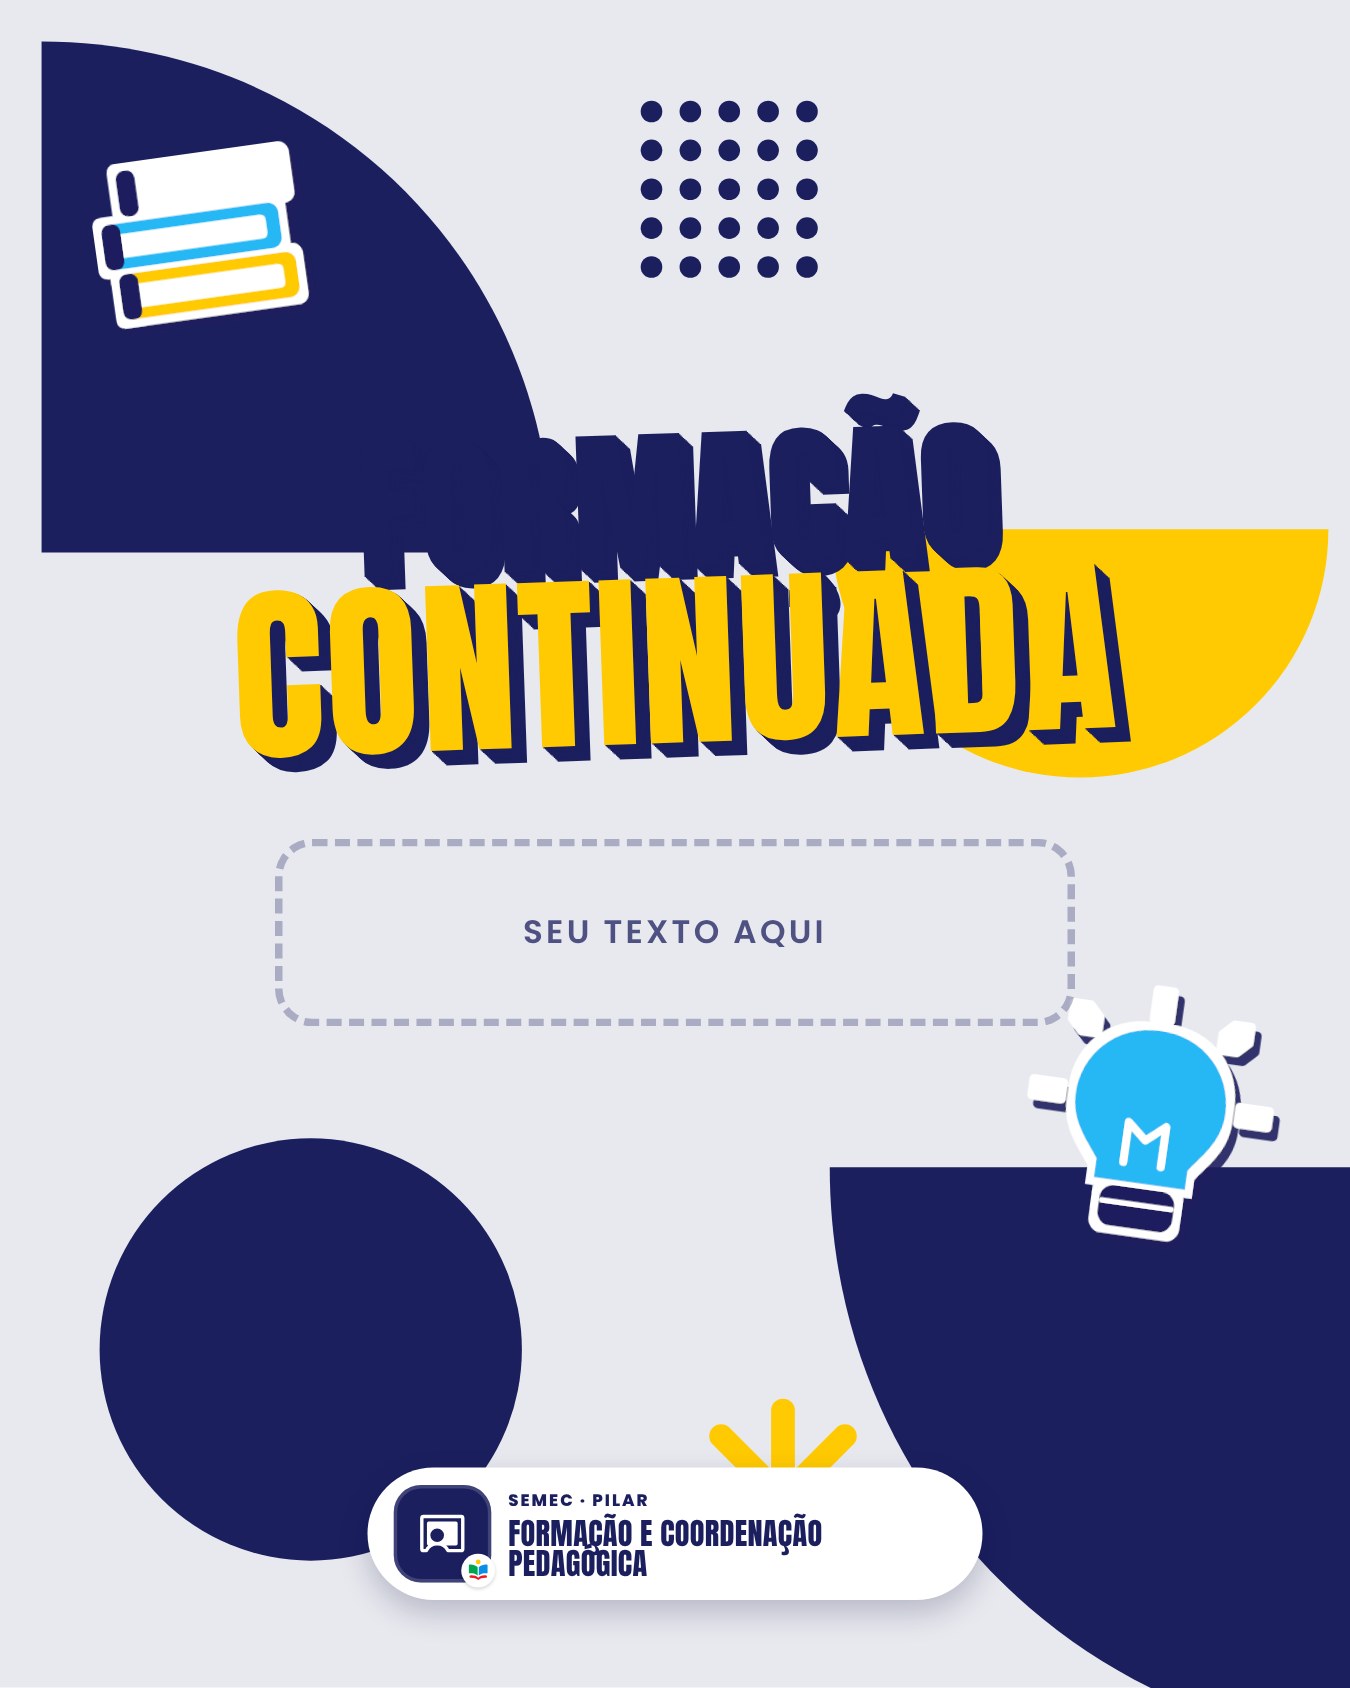 FORMAÇÃO
CONTINUADA
SEU TEXTO AQUI
M
SEMEC · PILAR
FORMAÇÃO E COORDENAÇÃO
PEDAGÓGICA